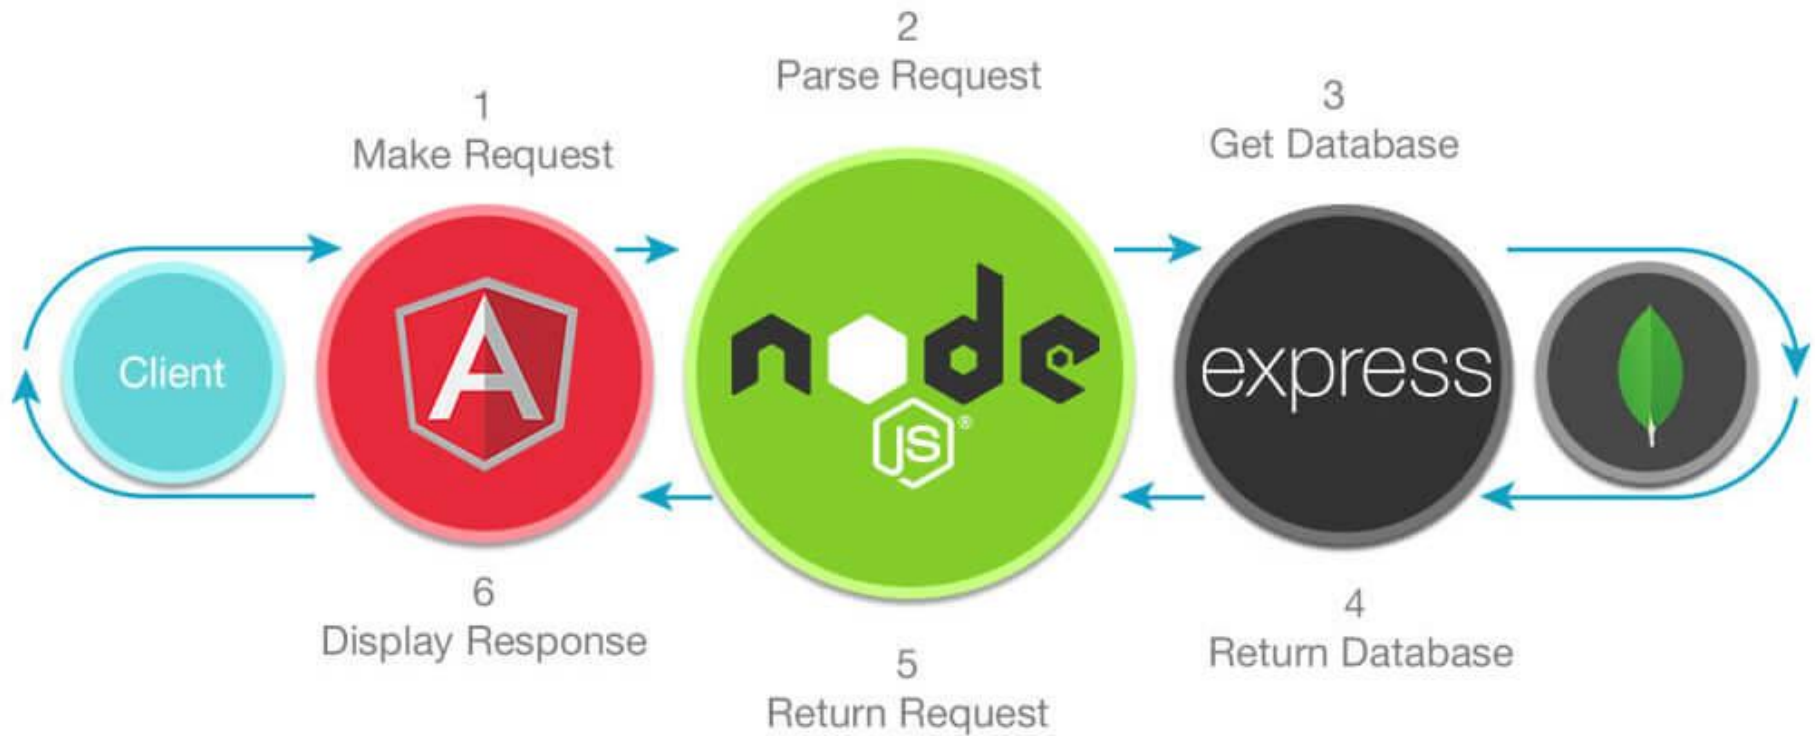 2
Parse Request
1
Make Request
3
Get Database
Client
A
node
JS®
express
6
Display Response
4
Return Database
5
Return Request